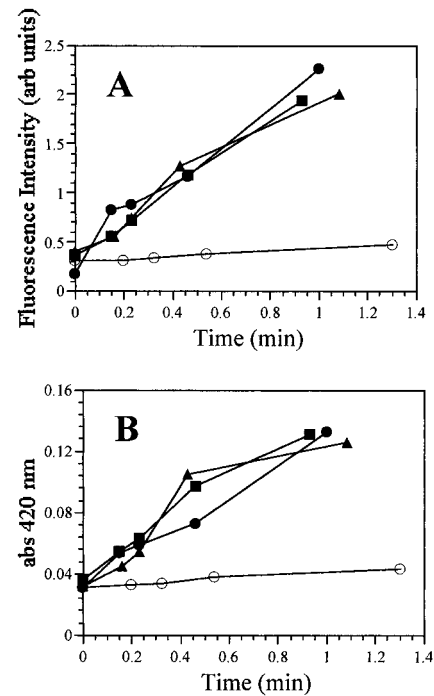 A
Fluorescence Intensity (arb units)
2.5
2
1.5
1
0.5
0
0 0.2 0.4 0.6 0.8 1 1.2 1.4
Time (min)
B
abs 420 nm
0.16
0.12
0.08
0.04
0
0 0.2 0.4 0.6 0.8 1 1.2 1.4
Time (min)